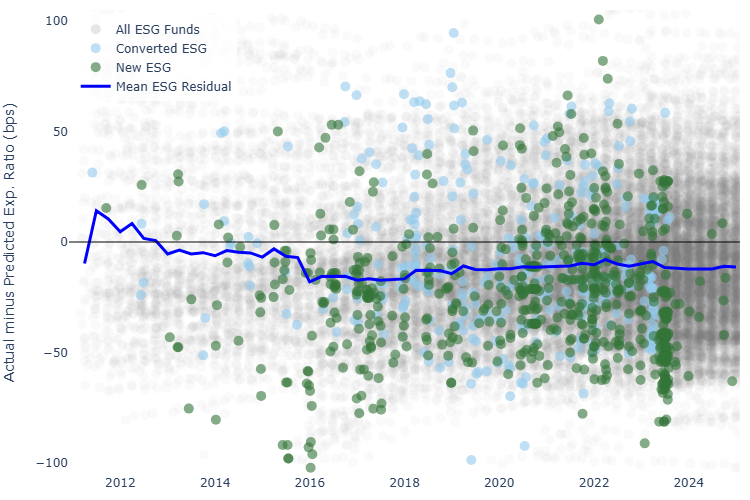 100
50
0
−50
−100
Actual minus Predicted Exp. Ratio (bps)
All ESG Funds
Converted ESG
New ESG
Mean ESG Residual
2012 2014 2016 2018 2020 2022 2024